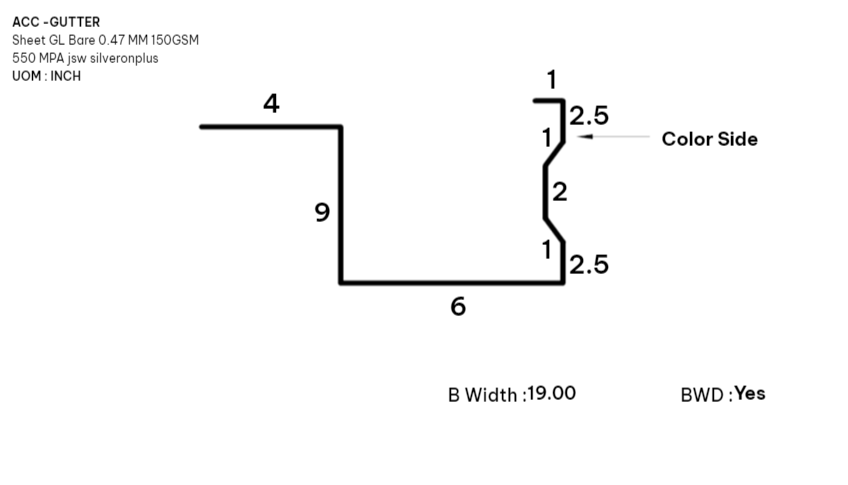 ACC -GUTTER
Sheet GL Bare 0.47 MM 150GSM
550 MPA jsw silveronplus
UOM : INCH
1
4
2.5
1
Color Side
2
9
1
2.5
6
B Width :19.00
BWD :Yes